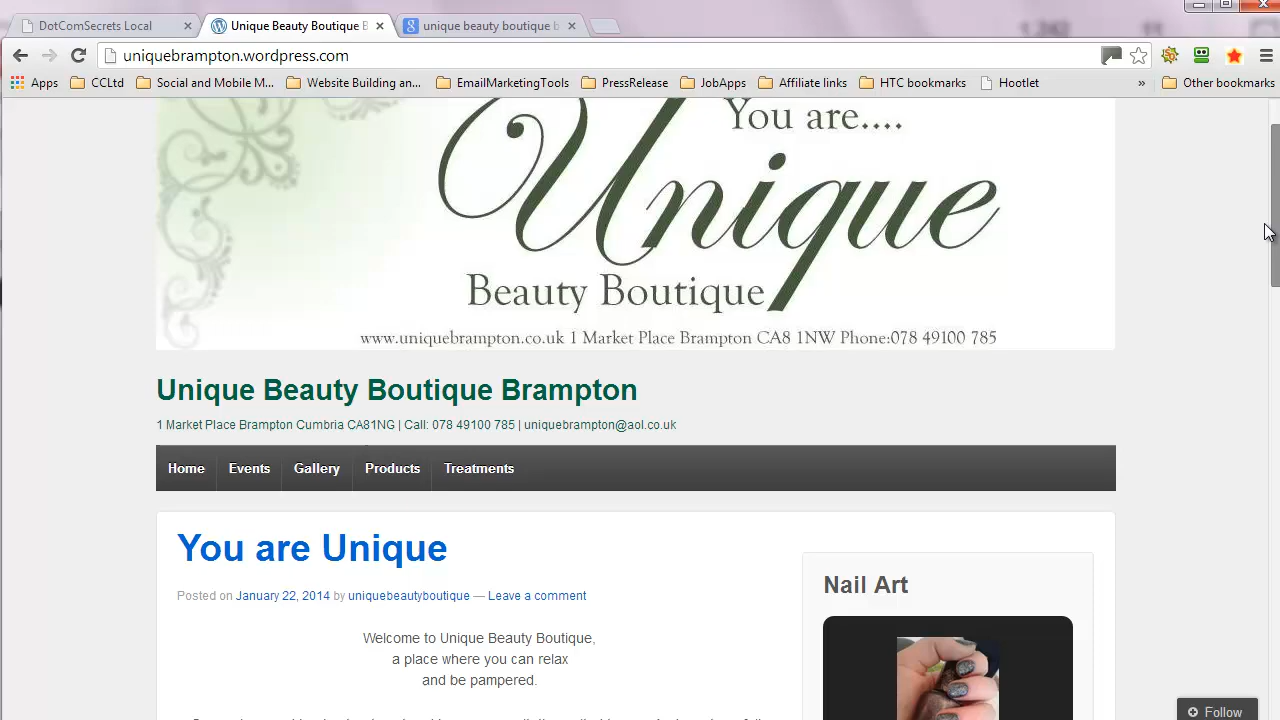 DotComSecrets Local
Unique Beauty Boutique B
unique beauty boutique b
uniquebrampton.wordpress.com
Apps
CCLtd
Social and Mobile M...
Website Building an...
EmailMarketingTools
PressRelease
JobApps
Affiliate links
HTC bookmarks
Hootlet
»
Other bookmarks
You are....
Unique
Beauty Boutique
www.uniquebrampton.co.uk 1 Market Place Brampton CA8 1NW Phone:078 49100 785
Unique Beauty Boutique Brampton
1 Market Place Brampton Cumbria CA81NG | Call: 078 49100 785 | uniquebrampton@aol.co.uk
Home
Events
Gallery
Products
Treatments
You are Unique
Posted on January 22, 2014 by uniquebeautyboutique — Leave a comment
Nail Art
Welcome to Unique Beauty Boutique,
a place where you can relax
and be pampered.
Follow